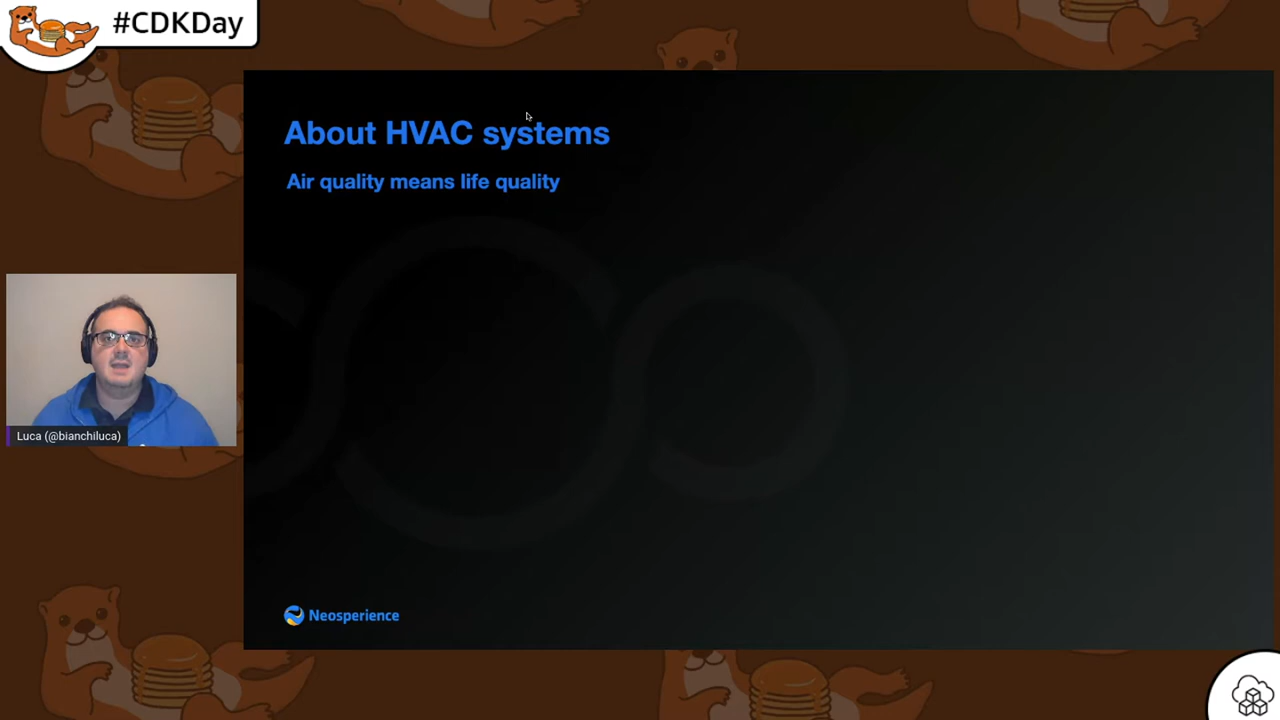 #CDKDay
About HVAC systems
Air quality means life quality
Luca (@bianchiluca)
Neosperience